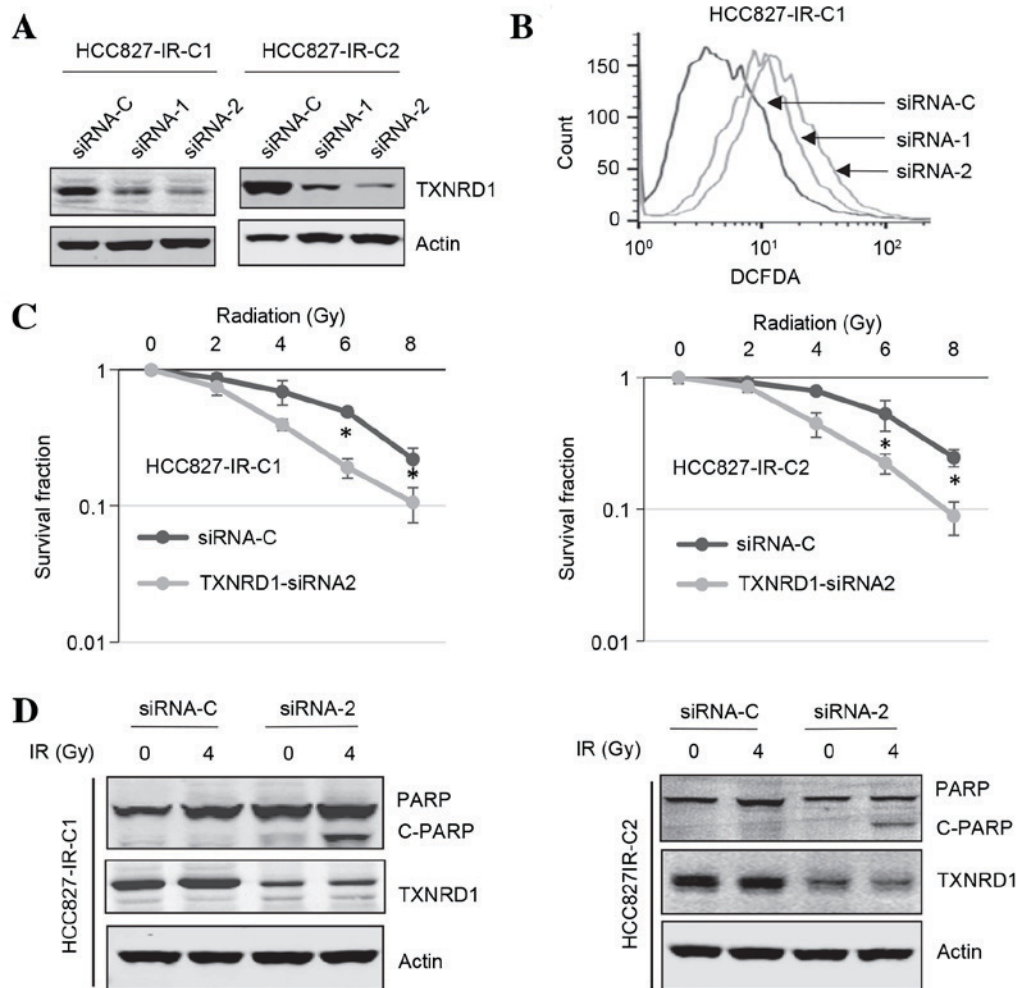 A
HCC827-IR-C1
HCC827-IR-C2
siRNA-C
siRNA-1
siRNA-2
siRNA-C
siRNA-1
siRNA-2
TXNRD1
Actin
B
HCC827-IR-C1
150
100
50
0
Count
10⁰
10¹
10²
DCFDA
siRNA-C
siRNA-1
siRNA-2
C
Radiation (Gy)
0 2 4 6 8
1
0.1
0.01
Survival fraction
*
*
HCC827-IR-C1
siRNA-C
TXNRD1-siRNA2
Radiation (Gy)
0 2 4 6 8
1
0.1
0.01
Survival fraction
*
*
HCC827-IR-C2
siRNA-C
TXNRD1-siRNA2
D
siRNA-C siRNA-2
IR (Gy) 0 4 0 4
HCC827-IR-C1
PARP
C-PARP
TXNRD1
Actin
siRNA-C siRNA-2
IR (Gy) 0 4 0 4
HCC827IR-C2
PARP
C-PARP
TXNRD1
Actin